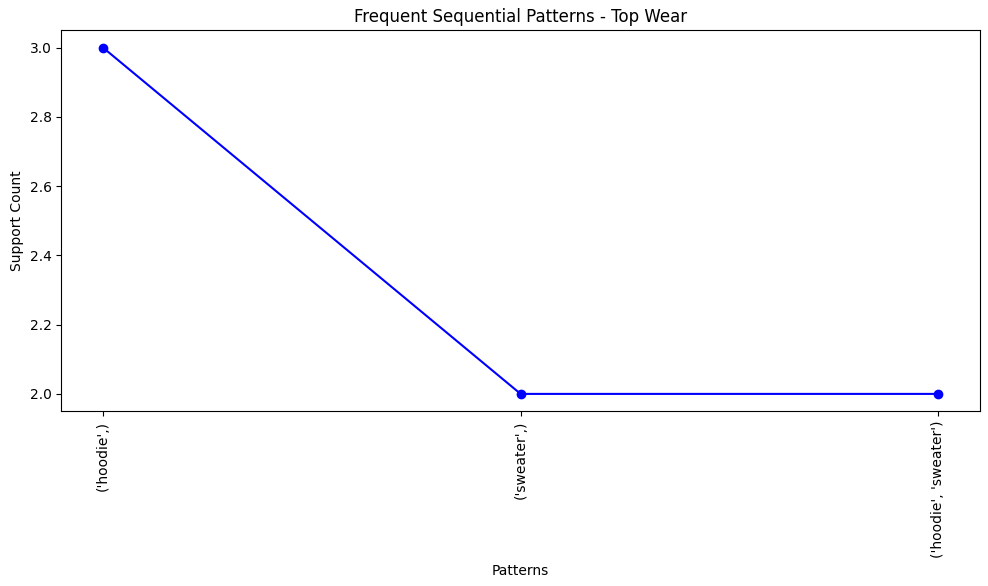 Frequent Sequential Patterns - Top Wear
Support Count
3.0
2.8
2.6
2.4
2.2
2.0
('hoodie',)
('sweater',)
('hoodie', 'sweater')
Patterns